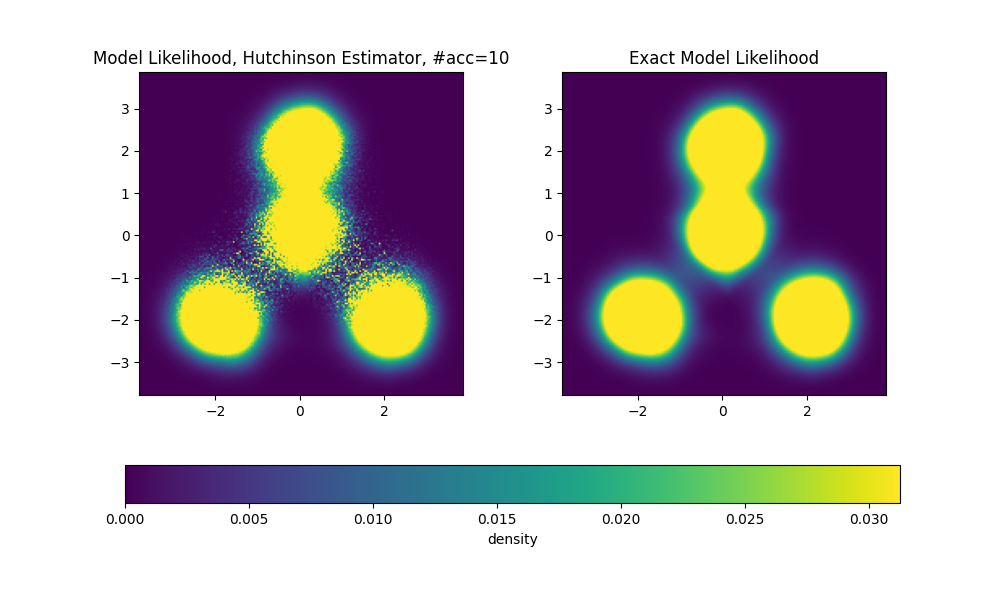 Model Likelihood, Hutchinson Estimator, #acc=10
3
2
1
0
−1
−2
−3
−2 0 2
Exact Model Likelihood
3
2
1
0
−1
−2
−3
−2 0 2
0.000 0.005 0.010 0.015 0.020 0.025 0.030
density